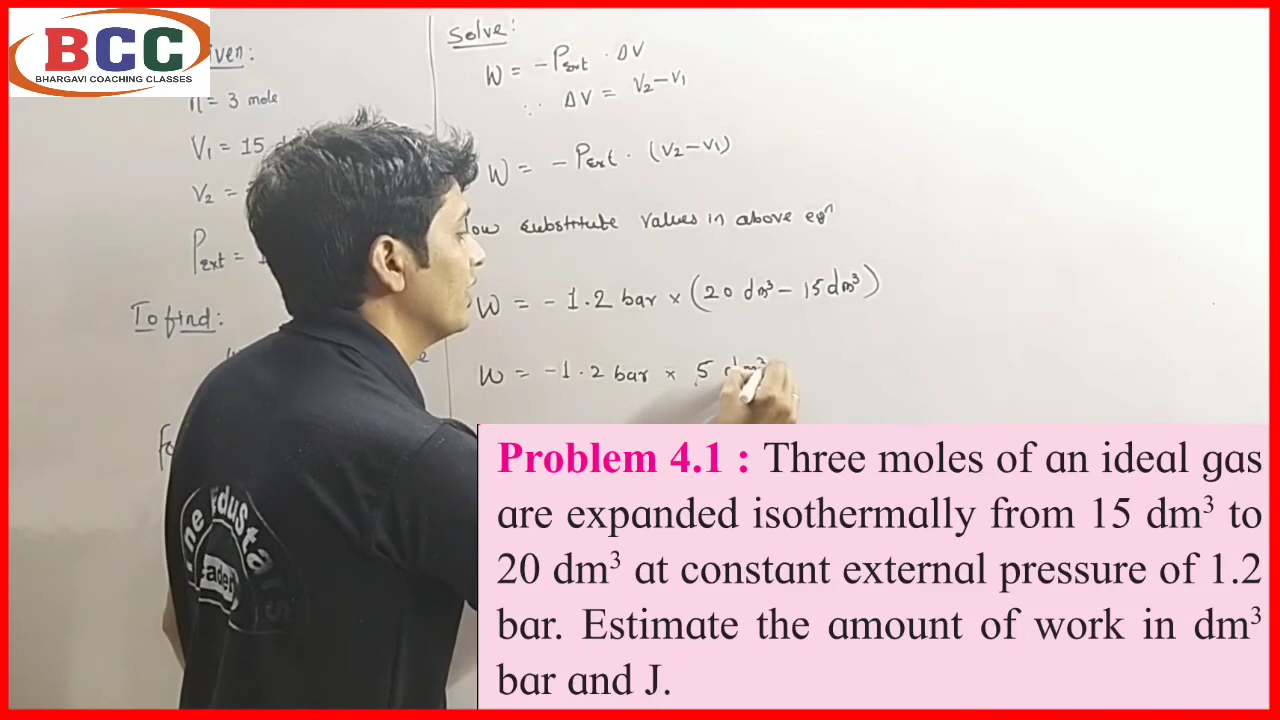 BCC
BHARGAVI COACHING CLASSES
iven:
n = 3 mole
V₁ = 15
V₂ =
Pext = 1
To find:
Solve:
W = -Pext . ΔV
∵ ΔV = V₂-V₁
W = -Pext . (V₂-V₁)
substitute values in above eqⁿ
W = -1.2 bar × (20 dm³ - 15 dm³)
W = -1.2 bar × 5 dm³
Problem 4.1 : Three moles of an ideal gas
are expanded isothermally from 15 dm³ to
20 dm³ at constant external pressure of 1.2
bar. Estimate the amount of work in dm³
bar and J.